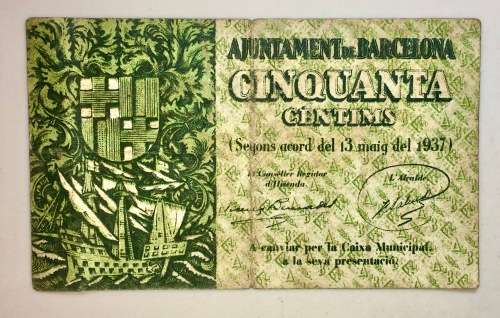 AJUNTAMENT DE BARCELONA
CINQUANTA
CENTIMS
(Segons acord del 13 maig del 1937)
El Conseller Regidor
d'Hisenda.
L'Alcalde,
A canviar per la Caixa Municipal,
a la seva presentació.